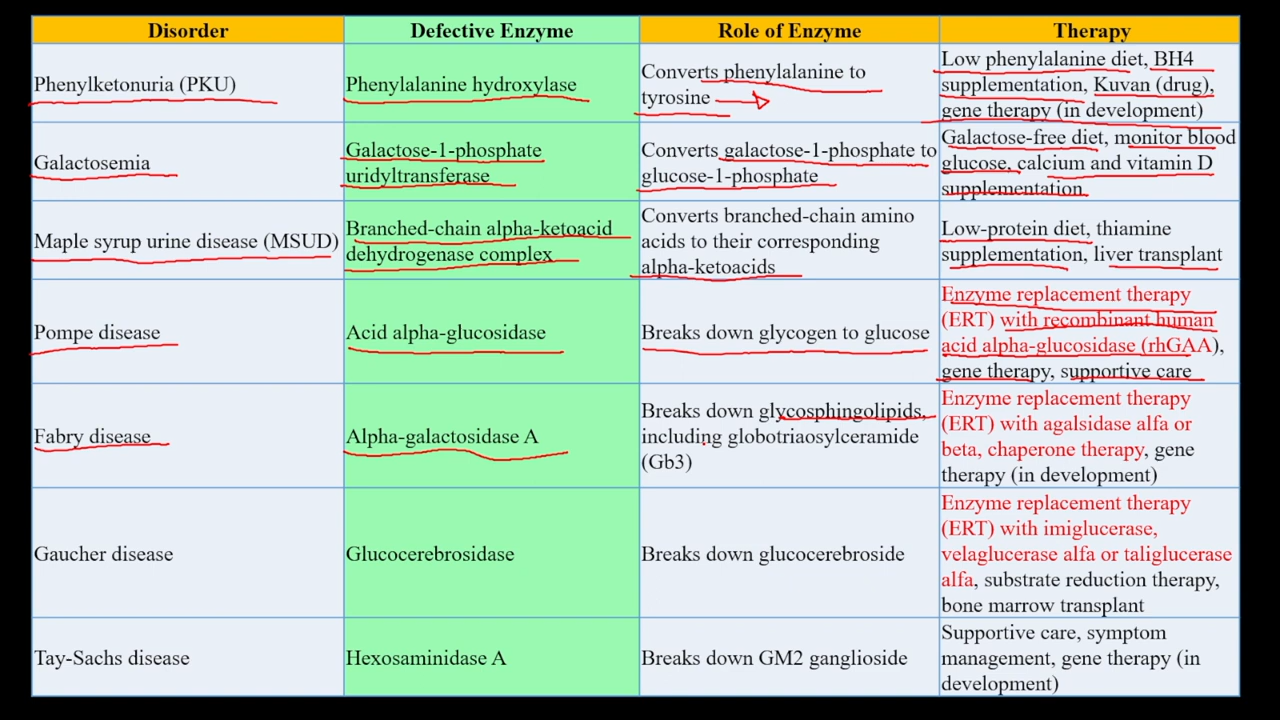 Disorder
Defective Enzyme
Role of Enzyme
Therapy
Phenylketonuria (PKU)
Phenylalanine hydroxylase
Converts phenylalanine to
tyrosine
Low phenylalanine diet, BH4
supplementation, Kuvan (drug),
gene therapy (in development)
Galactosemia
Galactose-1-phosphate
uridyltransferase
Converts galactose-1-phosphate to
glucose-1-phosphate
Galactose-free diet, monitor blood
glucose, calcium and vitamin D
supplementation
Maple syrup urine disease (MSUD)
Branched-chain alpha-ketoacid
dehydrogenase complex
Converts branched-chain amino
acids to their corresponding
alpha-ketoacids
Low-protein diet, thiamine
supplementation, liver transplant
Pompe disease
Acid alpha-glucosidase
Breaks down glycogen to glucose
Enzyme replacement therapy
(ERT) with recombinant human
acid alpha-glucosidase (rhGAA),
gene therapy, supportive care
Fabry disease
Alpha-galactosidase A
Breaks down glycosphingolipids,
including globotriaosylceramide
(Gb3)
Enzyme replacement therapy
(ERT) with agalsidase alfa or
beta, chaperone therapy, gene
therapy (in development)
Gaucher disease
Glucocerebrosidase
Breaks down glucocerebroside
Enzyme replacement therapy
(ERT) with imiglucerase,
velaglucerase alfa or taliglucerase
alfa, substrate reduction therapy,
bone marrow transplant
Tay-Sachs disease
Hexosaminidase A
Breaks down GM2 ganglioside
Supportive care, symptom
management, gene therapy (in
development)